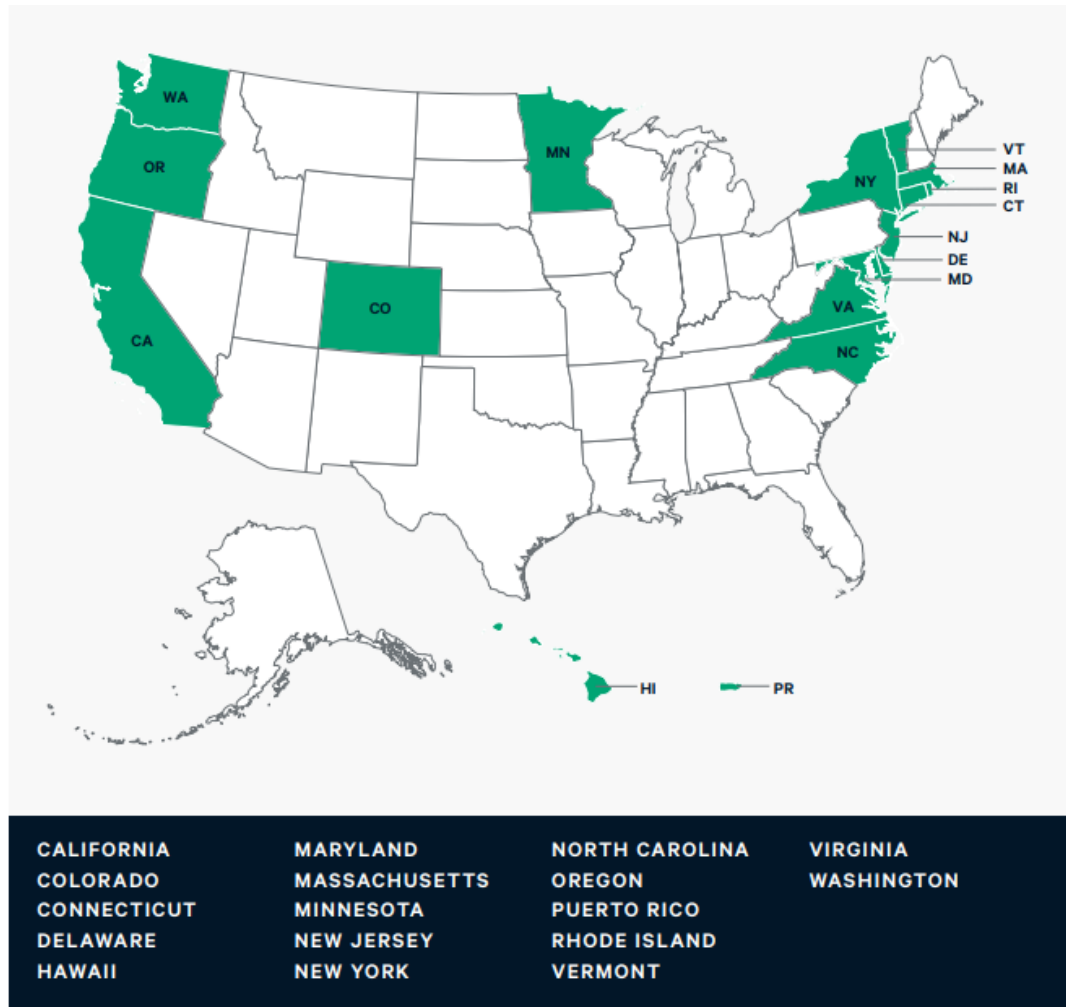 WA
OR
CA
CO
MN
NY
VT
MA
RI
CT
NJ
DE
MD
VA
NC
HI
PR
CALIFORNIA
COLORADO
CONNECTICUT
DELAWARE
HAWAII
MARYLAND
MASSACHUSETTS
MINNESOTA
NEW JERSEY
NEW YORK
NORTH CAROLINA
OREGON
PUERTO RICO
RHODE ISLAND
VERMONT
VIRGINIA
WASHINGTON